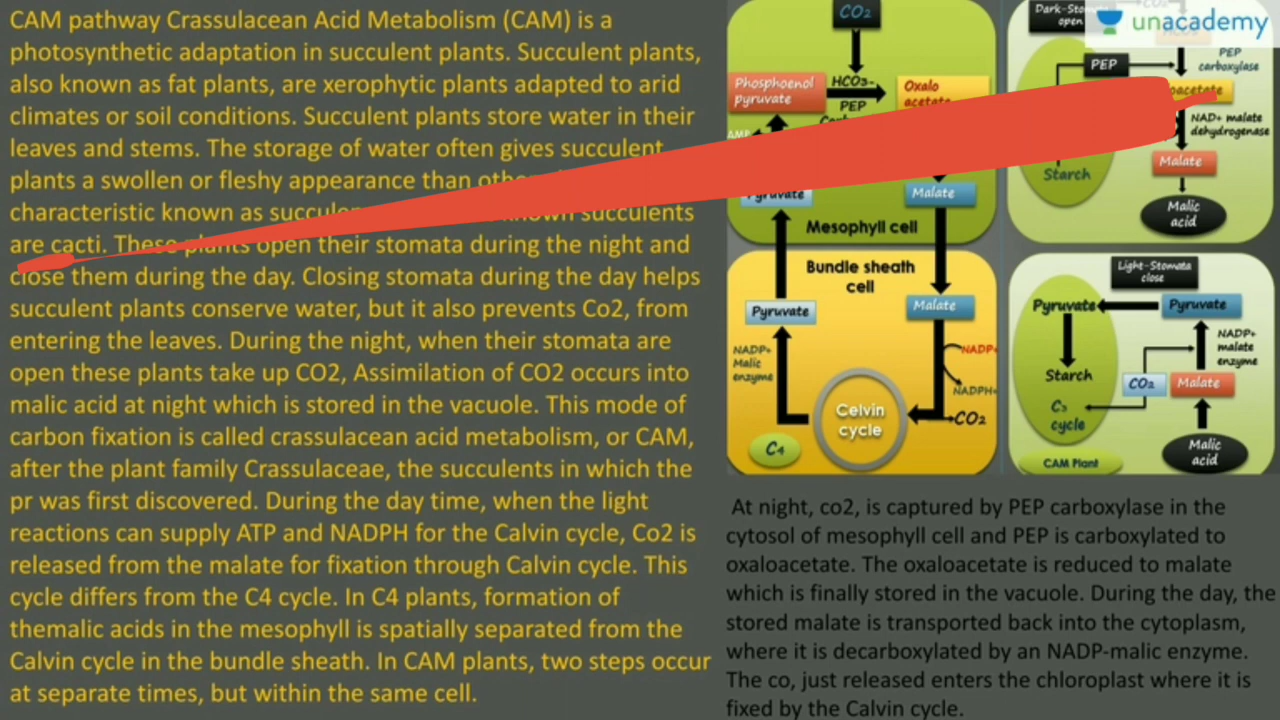 CAM pathway Crassulacean Acid Metabolism (CAM) is a
photosynthetic adaptation in succulent plants. Succulent plants,
also known as fat plants, are xerophytic plants adapted to arid
climates or soil conditions. Succulent plants store water in their
leaves and stems. The storage of water often gives succulent
plants a swollen or fleshy appearance than
characteristic known as succulents
are cacti. These plants open their stomata during the night and
close them during the day. Closing stomata during the day helps
succulent plants conserve water, but it also prevents Co2, from
entering the leaves. During the night, when their stomata are
open these plants take up CO2, Assimilation of CO2 occurs into
malic acid at night which is stored in the vacuole. This mode of
carbon fixation is called crassulacean acid metabolism, or CAM,
after the plant family Crassulaceae, the succulents in which the
pr was first discovered. During the day time, when the light
reactions can supply ATP and NADPH for the Calvin cycle, Co2 is
released from the malate for fixation through Calvin cycle. This
cycle differs from the C4 cycle. In C4 plants, formation of
themalic acids in the mesophyll is spatially separated from the
Calvin cycle in the bundle sheath. In CAM plants, two steps occur
at separate times, but within the same cell.
CO2
Phosphoenol
pyruvate
HCO3-
PEP
Oxalo
acetate
AMP
Pyruvate
Malate
Mesophyll cell
Bundle sheath
cell
Pyruvate
Malate
NADP+
Malic
enzyme
NADP+
NADPH+
CO2
Celvin
cycle
C4
Dark-Stomata
open
unacademy
PEP
PEP
carboxylase
NAD+ malate
dehydrogenase
Starch
Malate
Malic
acid
Light-Stomata
close
Pyruvate
Pyruvate
NADP+
malate
enzyme
Starch
CO2
Malate
C3
cycle
CAM Plant
Malic
acid
At night, co2, is captured by PEP carboxylase in the
cytosol of mesophyll cell and PEP is carboxylated to
oxaloacetate. The oxaloacetate is reduced to malate
which is finally stored in the vacuole. During the day, the
stored malate is transported back into the cytoplasm,
where it is decarboxylated by an NADP-malic enzyme.
The co, just released enters the chloroplast where it is
fixed by the Calvin cycle.